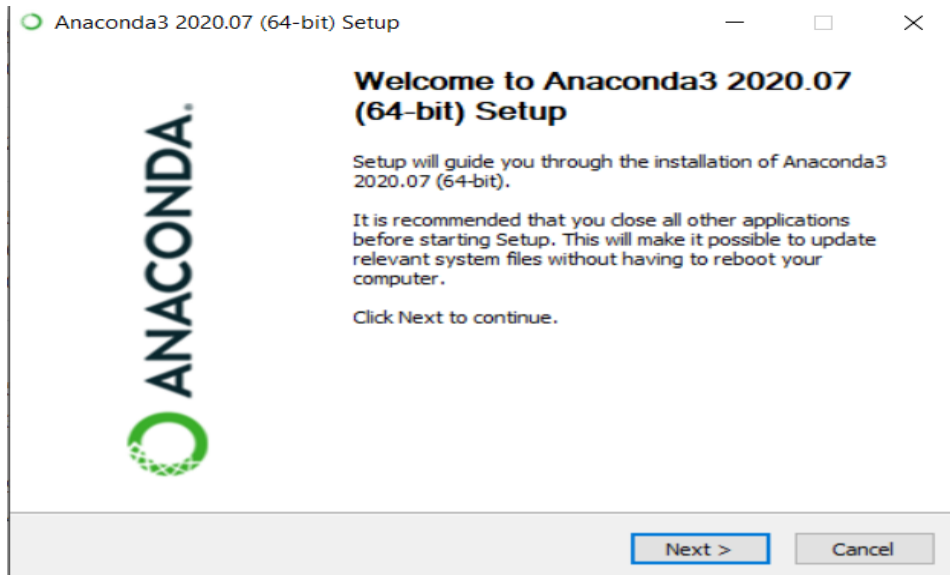 Anaconda3 2020.07 (64-bit) Setup
Welcome to Anaconda3 2020.07
(64-bit) Setup
Setup will guide you through the installation of Anaconda3
2020.07 (64-bit).
It is recommended that you close all other applications
before starting Setup. This will make it possible to update
relevant system files without having to reboot your
computer.
Click Next to continue.
ANACONDA.
Next >
Cancel